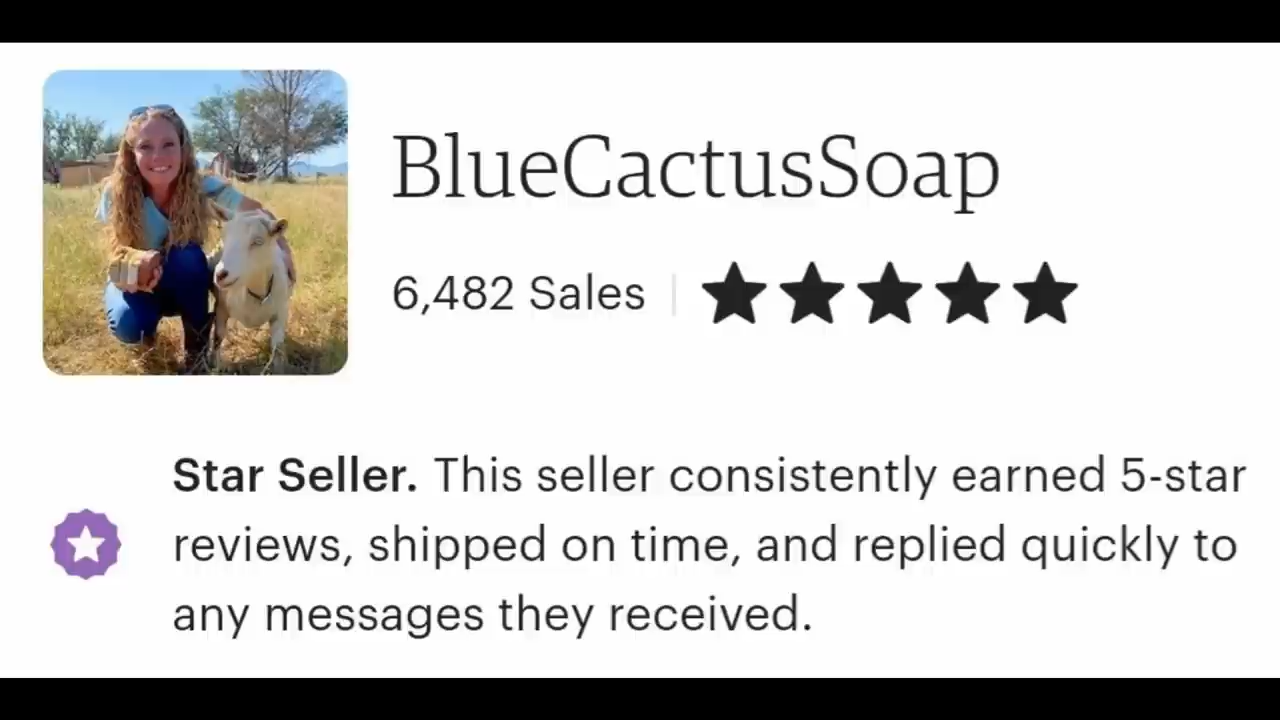 BlueCactusSoap
6,482 Sales
Star Seller. This seller consistently earned 5-star
reviews, shipped on time, and replied quickly to
any messages they received.